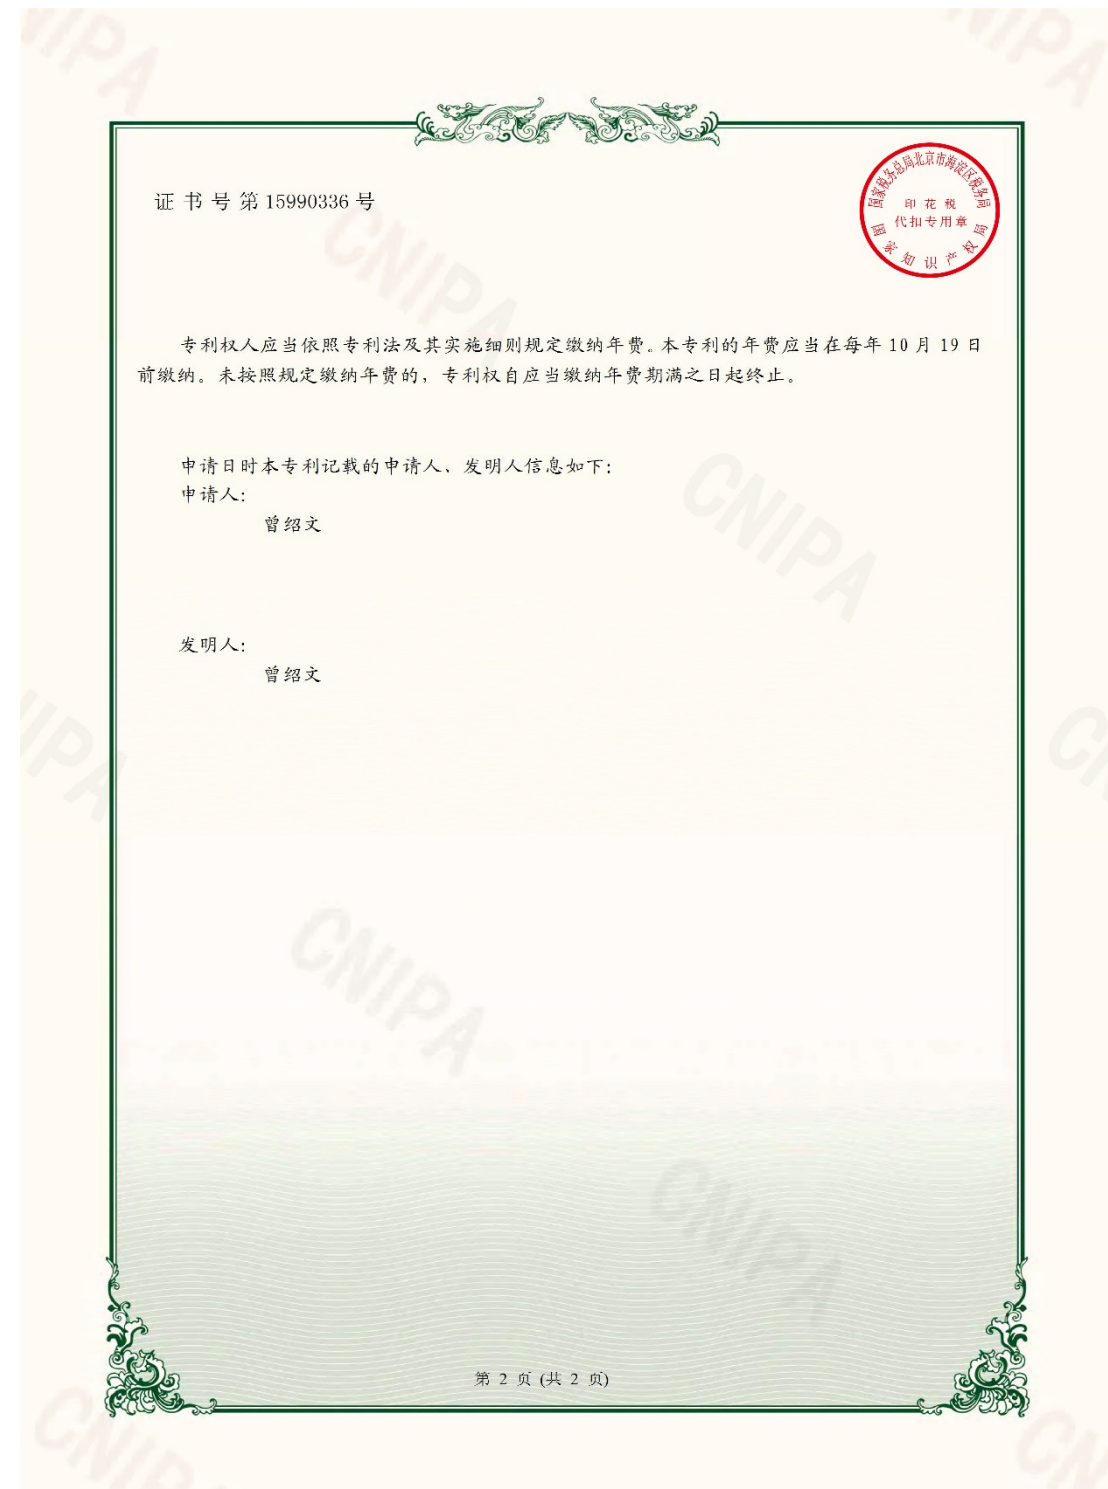 证书号第15990336号
国家税务总局北京市海淀区税务局
印花税
代扣专用章
国家知识产权局
专利权人应当依照专利法及其实施细则规定缴纳年费。本专利的年费应当在每年10月19日
前缴纳。未按照规定缴纳年费的，专利权自应当缴纳年费期满之日起终止。
申请日时本专利记载的申请人、发明人信息如下：
申请人：
曾绍文
发明人：
曾绍文
第 2 页 (共 2 页)
CNIPA
CNIPA
CNIPA
CNIPA
CNIPA
CNIPA